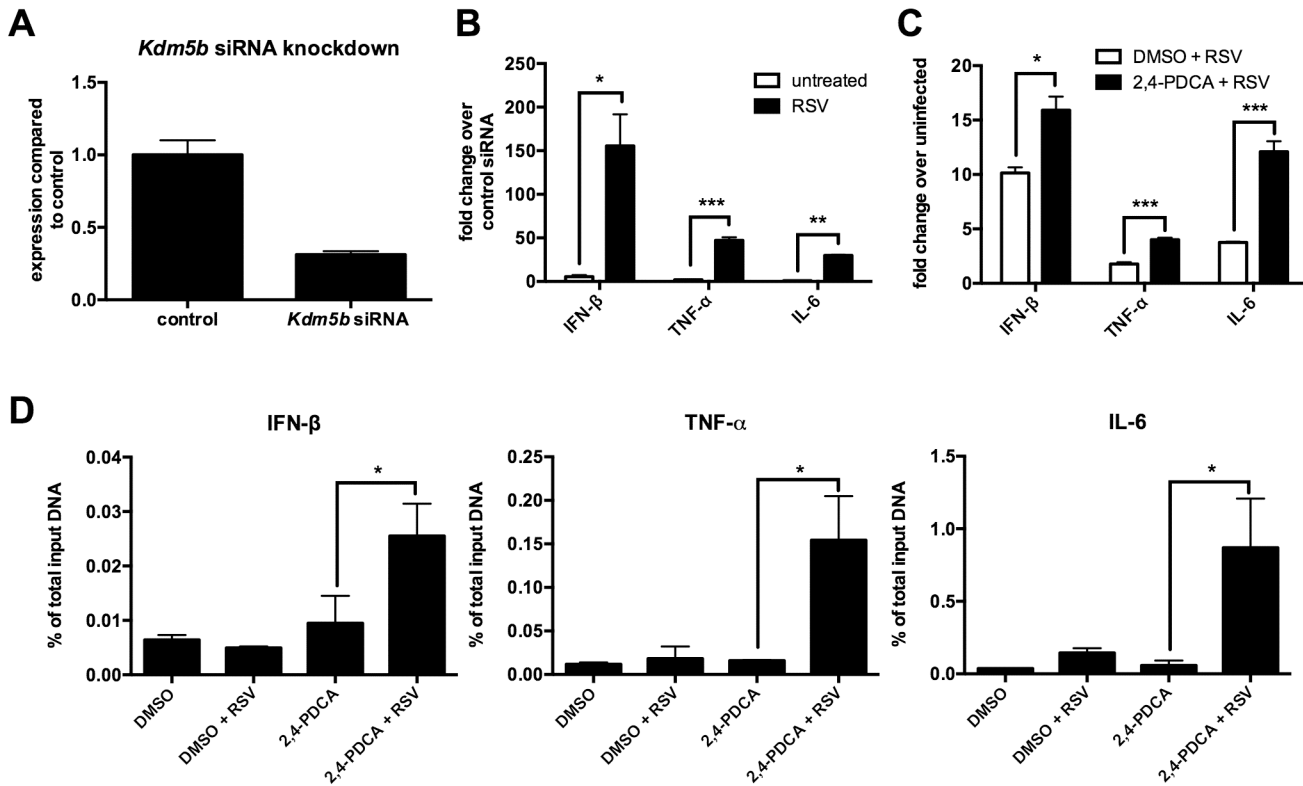 A
Kdm5b siRNA knockdown
expression compared
to control
1.5
1.0
0.5
0.0
control
Kdm5b siRNA
B
fold change over
control siRNA
250
200
150
100
50
0
untreated
RSV
*
***
**
IFN-β
TNF-α
IL-6
C
fold change over uninfected
20
15
10
5
0
DMSO + RSV
2,4-PDCA + RSV
*
***
***
IFN-β
TNF-α
IL-6
D
IFN-β
% of total input DNA
0.04
0.03
0.02
0.01
0.00
*
DMSO
DMSO + RSV
2,4-PDCA
2,4-PDCA + RSV
TNF-α
% of total input DNA
0.25
0.20
0.15
0.10
0.05
0.00
*
DMSO
DMSO + RSV
2,4-PDCA
2,4-PDCA + RSV
IL-6
% of total input DNA
1.5
1.0
0.5
0.0
*
DMSO
DMSO + RSV
2,4-PDCA
2,4-PDCA + RSV